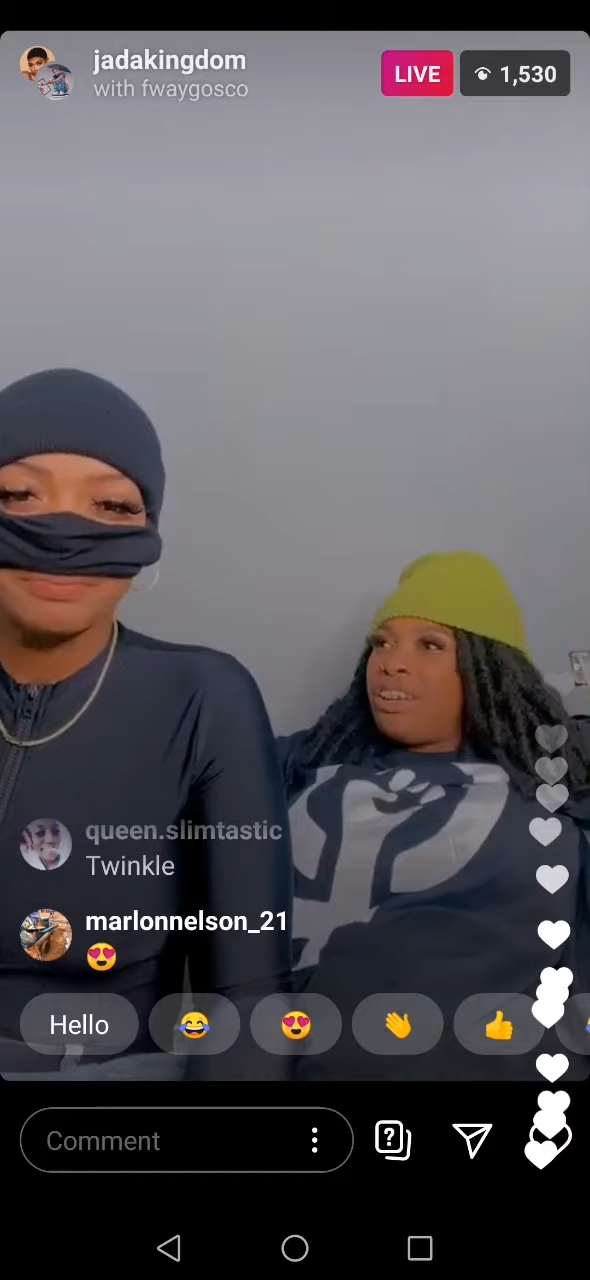 jadakingdom
with fwaygosco
LIVE
1,530
queen.slimtastic
Twinkle
marlonnelson_21
😍
Hello 😂 😍 👋 👍
Comment